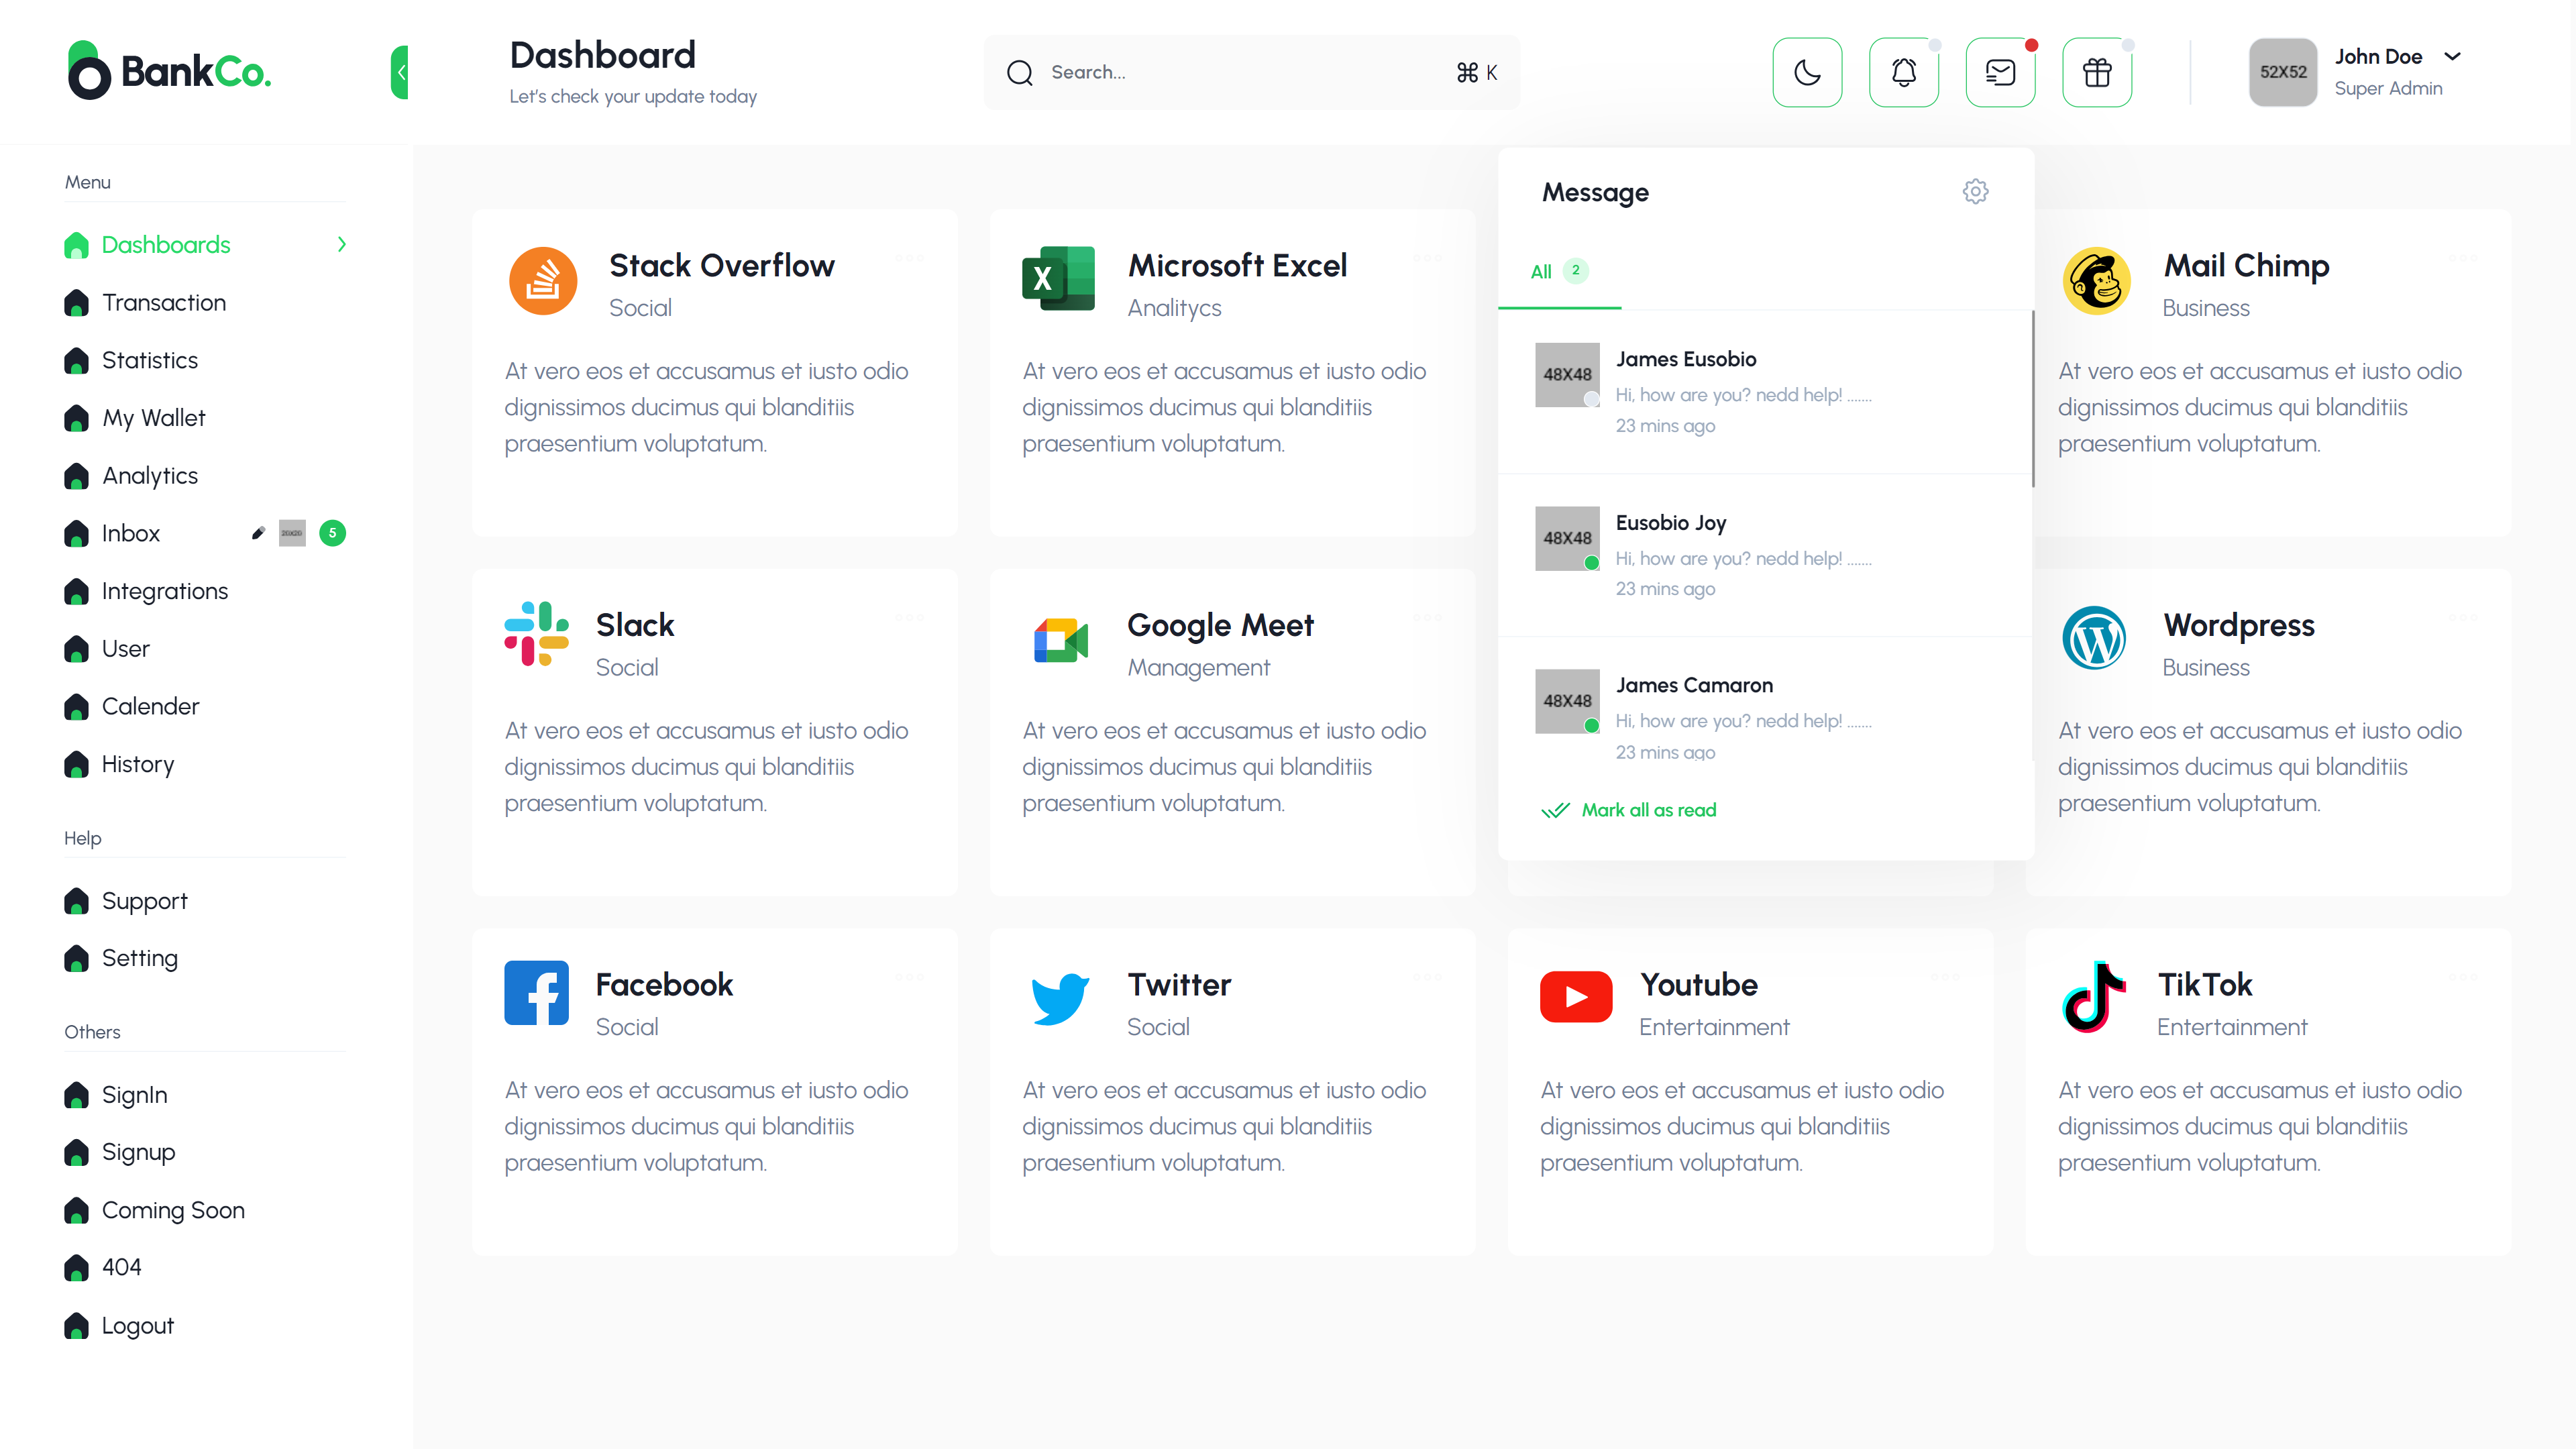 BankCo.
Dashboard
Let's check your update today
Search...
⌘ K
52X52
John Doe
Super Admin
Menu
Dashboards
Transaction
Statistics
My Wallet
Analytics
Inbox
5
Integrations
User
Calender
History
Help
Support
Setting
Others
SignIn
Signup
Coming Soon
404
Logout
Stack Overflow
Social
At vero eos et accusamus et iusto odio
dignissimos ducimus qui blanditiis
praesentium voluptatum.
Microsoft Excel
Analitycs
At vero eos et accusamus et iusto odio
dignissimos ducimus qui blanditiis
praesentium voluptatum.
Message
All 2
48X48
James Eusobio
Hi, how are you? nedd help! .......
23 mins ago
48X48
Eusobio Joy
Hi, how are you? nedd help! .......
23 mins ago
48X48
James Camaron
Hi, how are you? nedd help! .......
23 mins ago
Mark all as read
Mail Chimp
Business
At vero eos et accusamus et iusto odio
dignissimos ducimus qui blanditiis
praesentium voluptatum.
Slack
Social
At vero eos et accusamus et iusto odio
dignissimos ducimus qui blanditiis
praesentium voluptatum.
Google Meet
Management
At vero eos et accusamus et iusto odio
dignissimos ducimus qui blanditiis
praesentium voluptatum.
Wordpress
Business
At vero eos et accusamus et iusto odio
dignissimos ducimus qui blanditiis
praesentium voluptatum.
Facebook
Social
At vero eos et accusamus et iusto odio
dignissimos ducimus qui blanditiis
praesentium voluptatum.
Twitter
Social
At vero eos et accusamus et iusto odio
dignissimos ducimus qui blanditiis
praesentium voluptatum.
Youtube
Entertainment
At vero eos et accusamus et iusto odio
dignissimos ducimus qui blanditiis
praesentium voluptatum.
TikTok
Entertainment
At vero eos et accusamus et iusto odio
dignissimos ducimus qui blanditiis
praesentium voluptatum.